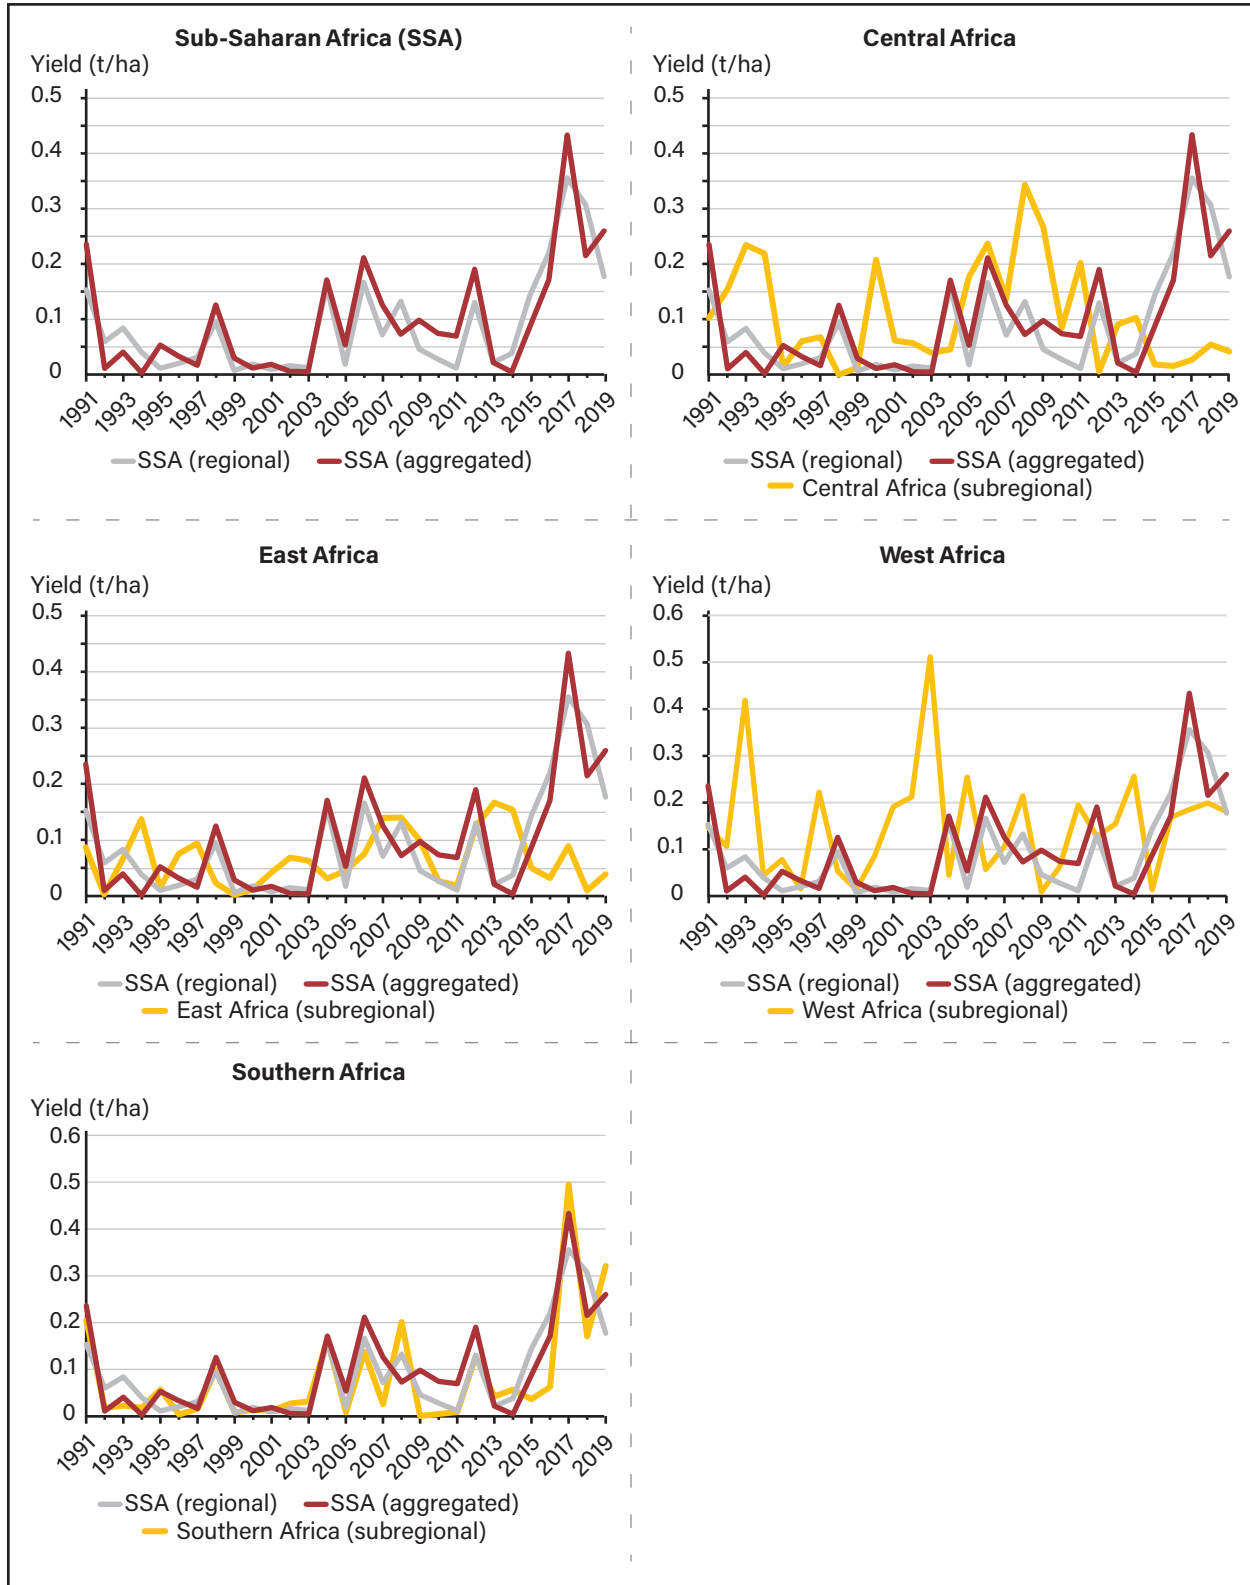 Sub-Saharan Africa (SSA)
Yield (t/ha)
0.5
0.4
0.3
0.2
0.1
0
1991 1993 1995 1997 1999 2001 2003 2005 2007 2009 2011 2013 2015 2017 2019
SSA (regional) SSA (aggregated)
Central Africa
Yield (t/ha)
0.5
0.4
0.3
0.2
0.1
0
1991 1993 1995 1997 1999 2001 2003 2005 2007 2009 2011 2013 2015 2017 2019
SSA (regional) SSA (aggregated)
Central Africa (subregional)
East Africa
Yield (t/ha)
0.5
0.4
0.3
0.2
0.1
0
1991 1993 1995 1997 1999 2001 2003 2005 2007 2009 2011 2013 2015 2017 2019
SSA (regional) SSA (aggregated)
East Africa (subregional)
West Africa
Yield (t/ha)
0.6
0.5
0.4
0.3
0.2
0.1
0
1991 1993 1995 1997 1999 2001 2003 2005 2007 2009 2011 2013 2015 2017 2019
SSA (regional) SSA (aggregated)
West Africa (subregional)
Southern Africa
Yield (t/ha)
0.6
0.5
0.4
0.3
0.2
0.1
0
1991 1993 1995 1997 1999 2001 2003 2005 2007 2009 2011 2013 2015 2017 2019
SSA (regional) SSA (aggregated)
Southern Africa (subregional)